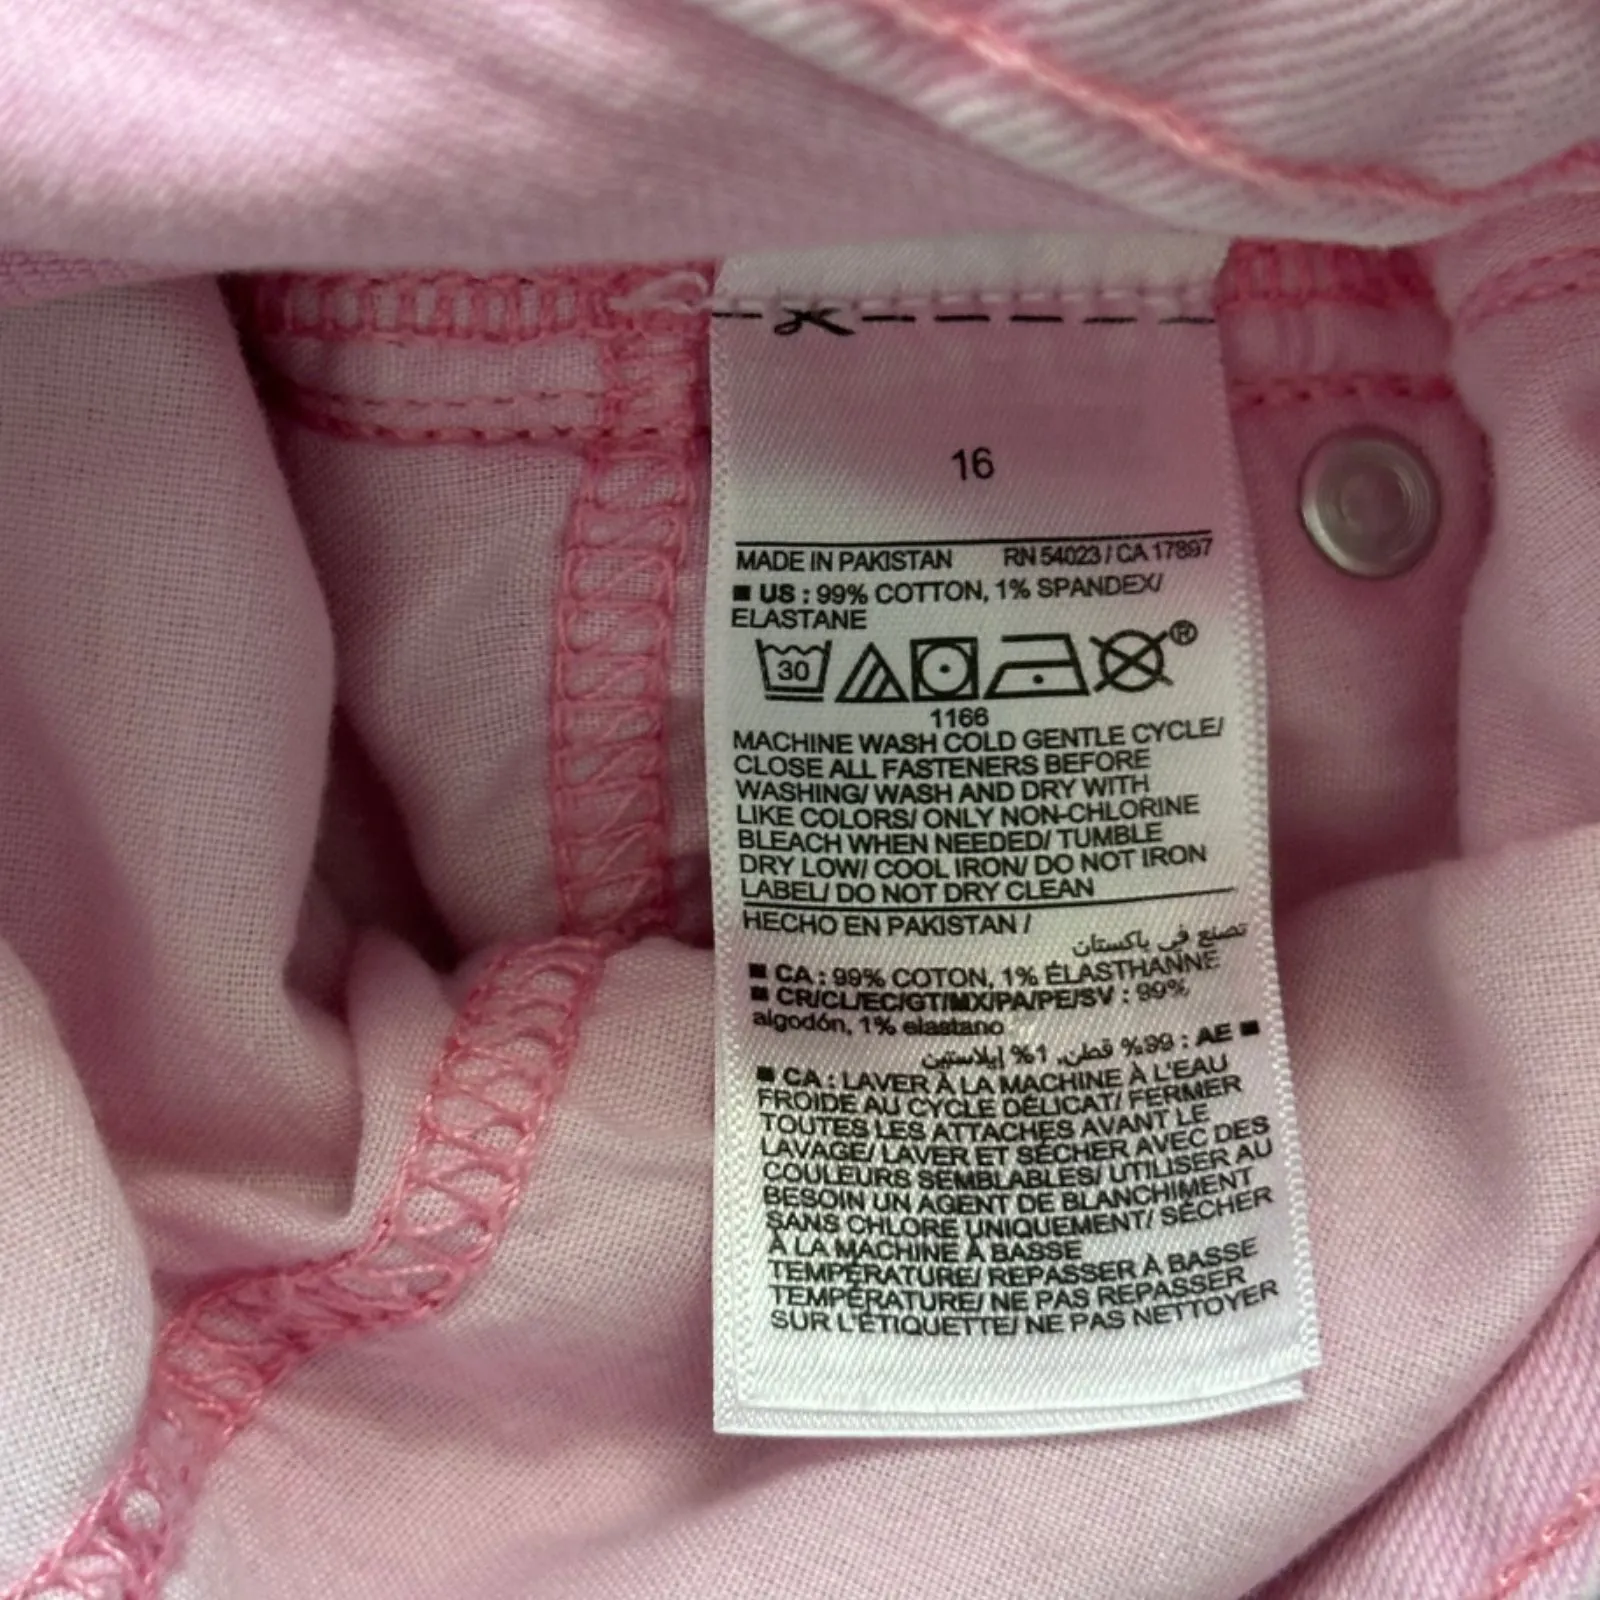 16
MADE IN PAKISTAN RN 54023 / CA 17897
■ US : 99% COTTON, 1% SPANDEX/
ELASTANE
30 ®
1166
MACHINE WASH COLD GENTLE CYCLE/
CLOSE ALL FASTENERS BEFORE
WASHING/ WASH AND DRY WITH
LIKE COLORS/ ONLY NON-CHLORINE
BLEACH WHEN NEEDED/ TUMBLE
DRY LOW/ COOL IRON/ DO NOT IRON
LABEL/ DO NOT DRY CLEAN
HECHO EN PAKISTAN /
تصنع في باكستان
■ CA : 99% COTON, 1% ÉLASTHANNE
■ CR/CL/EC/GT/MX/PA/PE/SV : 99%
algodón, 1% elastano
■ AE : 99% قطن, 1% إيلاستين
■ CA : LAVER À LA MACHINE À L'EAU
FROIDE AU CYCLE DÉLICAT/ FERMER
TOUTES LES ATTACHES AVANT LE
LAVAGE/ LAVER ET SÉCHER AVEC DES
COULEURS SEMBLABLES/ UTILISER AU
BESOIN UN AGENT DE BLANCHIMENT
SANS CHLORE UNIQUEMENT/ SÉCHER
À LA MACHINE À BASSE
TEMPÉRATURE/ REPASSER À BASSE
TEMPÉRATURE/ NE PAS REPASSER
SUR L'ÉTIQUETTE/ NE PAS NETTOYER